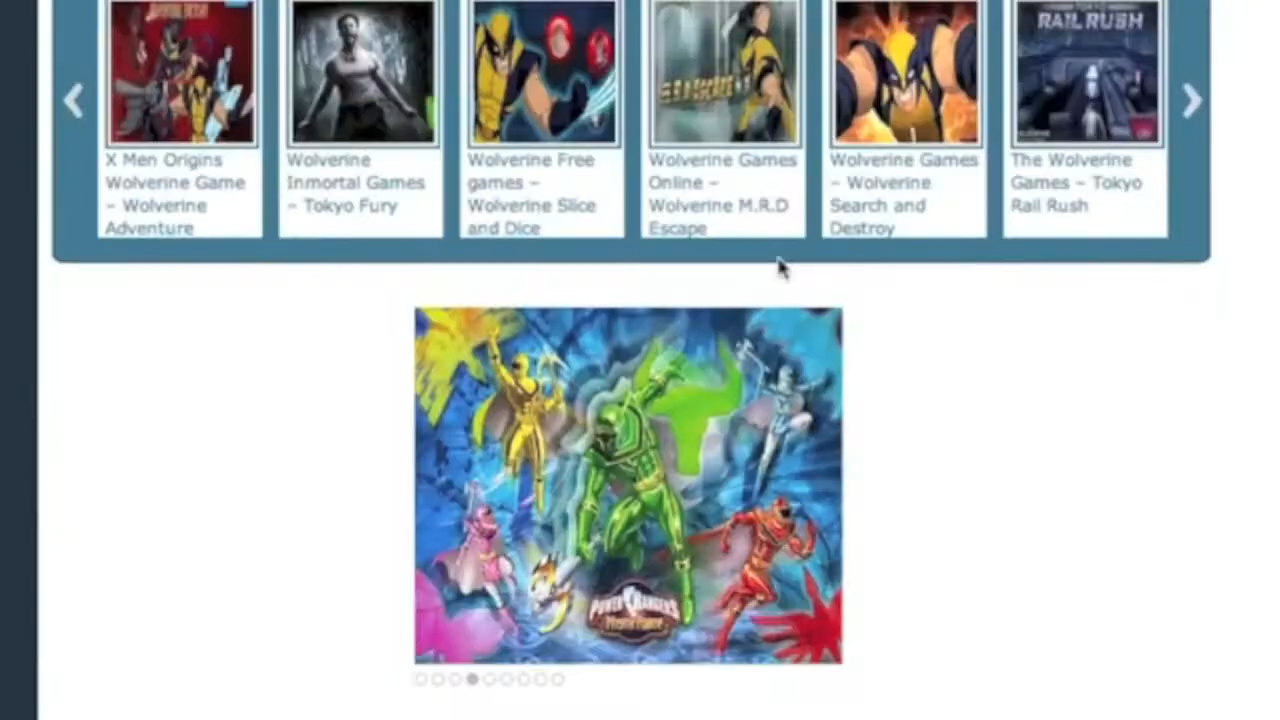 RAIL RUSH
X Men Origins
Wolverine Game
– Wolverine
Adventure
Wolverine
Inmortal Games
– Tokyo Fury
Wolverine Free
games –
Wolverine Slice
and Dice
Wolverine Games
Online –
Wolverine M.R.D
Escape
Wolverine Games
– Wolverine
Search and
Destroy
The Wolverine
Games – Tokyo
Rail Rush
POWER RANGERS